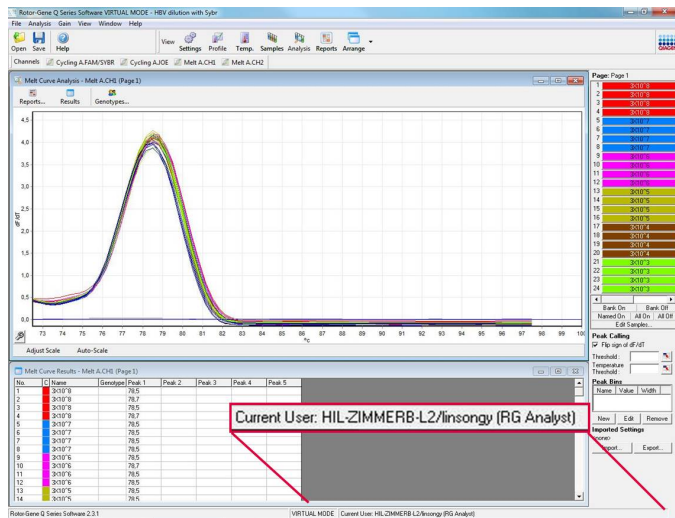 Rotor-Gene Q Series Software VIRTUAL MODE - HBV dilution with Sybr
File Analysis Gain View Window Help
Open Save Help View Settings Profile Temp. Samples Analysis Reports Arrange
QIAGEN
Channels Cycling A.FAM/SYBR Cycling A.JOE Melt A.CH1 Melt A.CH2
Melt Curve Analysis - Melt A.CH1 (Page 1)
Reports... Results Genotypes...
4,5
4,0
3,5
3,0
2,5
2,0
1,5
1,0
0,5
0,0
dF/dT
73 74 75 76 77 78 79 80 81 82 83 84 85 86 87 88 89 90 91 92 93 94 95 96 97 98 99 100
°C
Adjust Scale Auto-Scale
Page: Page 1
1 3X10^8
2 3X10^8
3 3X10^8
4 3X10^8
5 3X10^7
6 3X10^7
7 3X10^7
8 3X10^7
9 3X10^6
10 3X10^6
11 3X10^6
12 3X10^6
13 3X10^5
14 3X10^5
15 3X10^5
16 3X10^5
17 3X10^4
18 3X10^4
19 3X10^4
20 3X10^4
21 3X10^3
22 3X10^3
23 3X10^3
24 3X10^3
Bank On Bank Off
Named On All On All Off
Edit Samples...
Peak Calling
Flip sign of dF/dT
Threshold:
Temperature Threshold:
Peak Bins
Name Value Width
New Edit Remove
Imported Settings
<none>
Import... Export...
Melt Curve Results - Melt A.CH1 (Page 1)
No. C Name Genotype Peak 1 Peak 2 Peak 3 Peak 4 Peak 5
1 3X10^8 78,5
2 3X10^8 78,7
3 3X10^8 78,5
4 3X10^8 78,7
5 3X10^7 78,5
6 3X10^7 78,5
7 3X10^7 78,5
8 3X10^7 78,5
9 3X10^6 78,5
10 3X10^6 78,7
11 3X10^6 78,7
12 3X10^6 78,5
13 3X10^5 78,5
14 3X10^5 78,5
Current User: HIL-ZIMMERB-L2/linsongy (RG Analyst)
Rotor-Gene Q Series Software 2.3.1 VIRTUAL MODE Current User: HIL-ZIMMERB-L2/linsongy (RG Analyst)